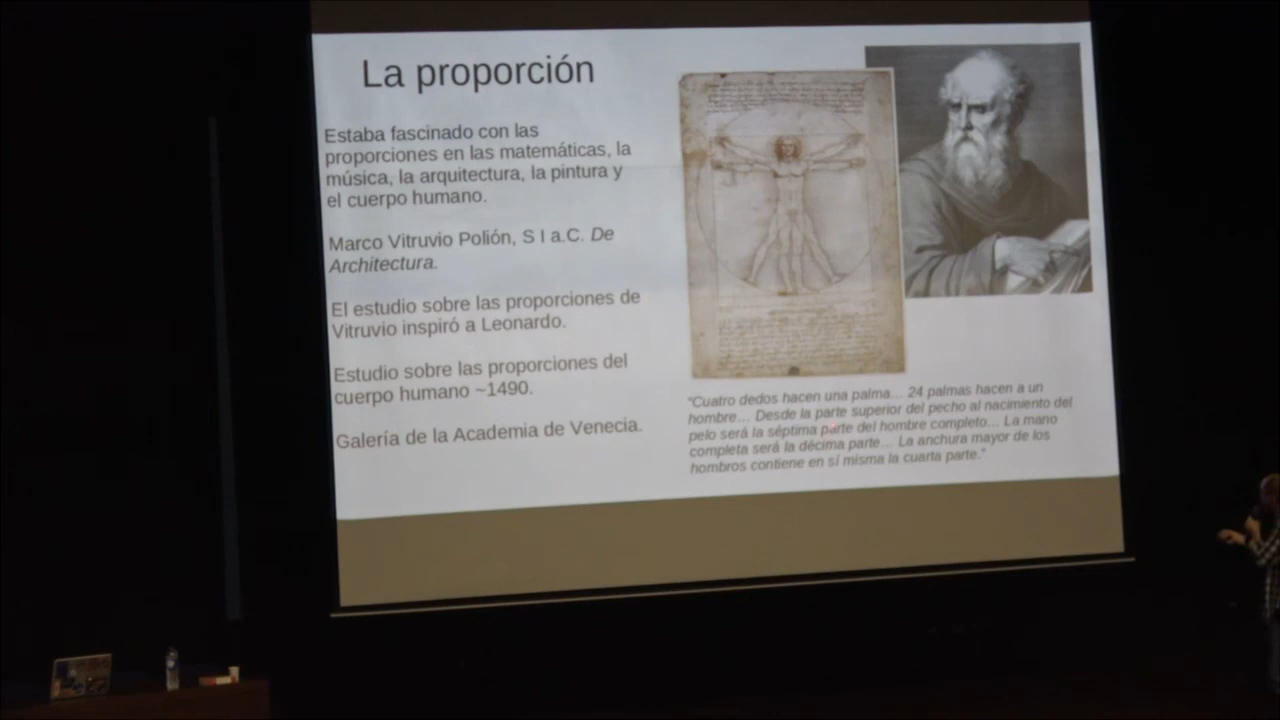 La proporción
Estaba fascinado con las
proporciones en las matemáticas, la
música, la arquitectura, la pintura y
el cuerpo humano.
Marco Vitruvio Polión, S I a.C. De
Architectura.
El estudio sobre las proporciones de
Vitruvio inspiró a Leonardo.
Estudio sobre las proporciones del
cuerpo humano ~1490.
Galería de la Academia de Venecia.
"Cuatro dedos hacen una palma... 24 palmas hacen a un
hombre... Desde la parte superior del pecho al nacimiento del
pelo será la séptima parte del hombre completo... La mano
completa será la décima parte... La anchura mayor de los
hombros contiene en sí misma la cuarta parte."